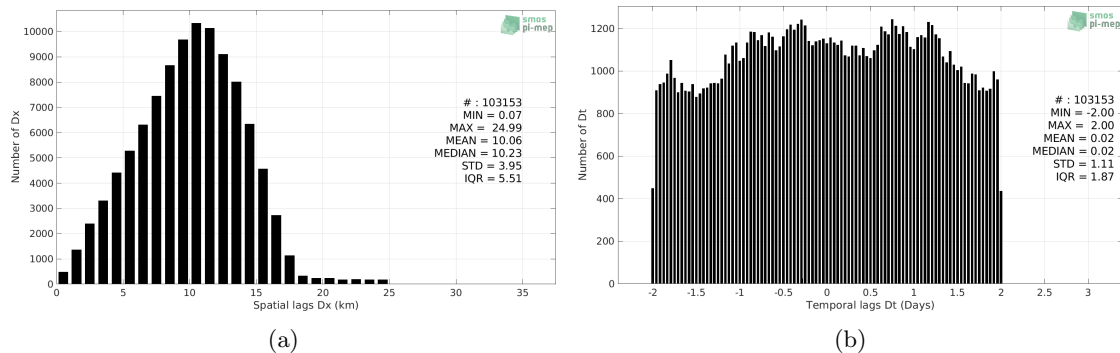 10000
9000
8000
7000
6000
5000
4000
3000
2000
1000
0
Number of Dx
0 5 10 15 20 25 30 35
Spatial lags Dx (km)
smos
pi-mep
# : 103153
MIN = 0.07
MAX = 24.99
MEAN = 10.06
MEDIAN = 10.23
STD = 3.95
IQR = 5.51
(a)
1200
1000
800
600
400
200
0
Number of Dt
-2 -1.5 -1 -0.5 0 0.5 1 1.5 2 2.5 3
Temporal lags Dt (Days)
smos
pi-mep
# : 103153
MIN = -2.00
MAX = 2.00
MEAN = 0.02
MEDIAN = 0.02
STD = 1.11
IQR = 1.87
(b)